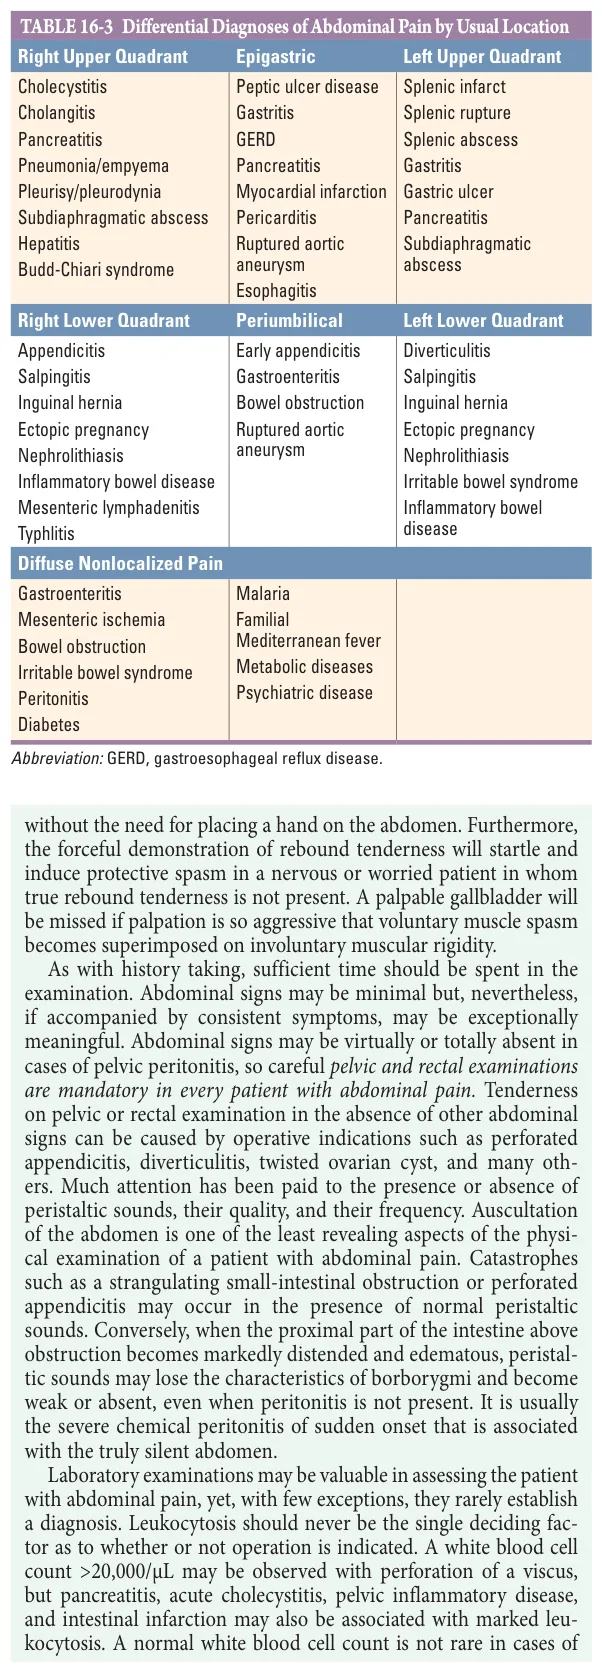 TABLE 16-3 Differential Diagnoses of Abdominal Pain by Usual Location
Right Upper Quadrant
Cholecystitis
Cholangitis
Pancreatitis
Pneumonia/empyema
Pleurisy/pleurodynia
Subdiaphragmatic abscess
Hepatitis
Budd-Chiari syndrome
Epigastric
Peptic ulcer disease
Gastritis
GERD
Pancreatitis
Myocardial infarction
Pericarditis
Ruptured aortic
aneurysm
Esophagitis
Left Upper Quadrant
Splenic infarct
Splenic rupture
Splenic abscess
Gastritis
Gastric ulcer
Pancreatitis
Subdiaphragmatic
abscess
Right Lower Quadrant
Appendicitis
Salpingitis
Inguinal hernia
Ectopic pregnancy
Nephrolithiasis
Inflammatory bowel disease
Mesenteric lymphadenitis
Typhlitis
Periumbilical
Early appendicitis
Gastroenteritis
Bowel obstruction
Ruptured aortic
aneurysm
Left Lower Quadrant
Diverticulitis
Salpingitis
Inguinal hernia
Ectopic pregnancy
Nephrolithiasis
Irritable bowel syndrome
Inflammatory bowel
disease
Diffuse Nonlocalized Pain
Gastroenteritis
Mesenteric ischemia
Bowel obstruction
Irritable bowel syndrome
Peritonitis
Diabetes
Malaria
Familial
Mediterranean fever
Metabolic diseases
Psychiatric disease
Abbreviation: GERD, gastroesophageal reflux disease.
without the need for placing a hand on the abdomen. Furthermore,
the forceful demonstration of rebound tenderness will startle and
induce protective spasm in a nervous or worried patient in whom
true rebound tenderness is not present. A palpable gallbladder will
be missed if palpation is so aggressive that voluntary muscle spasm
becomes superimposed on involuntary muscular rigidity.
As with history taking, sufficient time should be spent in the
examination. Abdominal signs may be minimal but, nevertheless,
if accompanied by consistent symptoms, may be exceptionally
meaningful. Abdominal signs may be virtually or totally absent in
cases of pelvic peritonitis, so careful pelvic and rectal examinations
are mandatory in every patient with abdominal pain. Tenderness
on pelvic or rectal examination in the absence of other abdominal
signs can be caused by operative indications such as perforated
appendicitis, diverticulitis, twisted ovarian cyst, and many oth-
ers. Much attention has been paid to the presence or absence of
peristaltic sounds, their quality, and their frequency. Auscultation
of the abdomen is one of the least revealing aspects of the physi-
cal examination of a patient with abdominal pain. Catastrophes
such as a strangulating small-intestinal obstruction or perforated
appendicitis may occur in the presence of normal peristaltic
sounds. Conversely, when the proximal part of the intestine above
obstruction becomes markedly distended and edematous, peristal-
tic sounds may lose the characteristics of borborygmi and become
weak or absent, even when peritonitis is not present. It is usually
the severe chemical peritonitis of sudden onset that is associated
with the truly silent abdomen.
Laboratory examinations may be valuable in assessing the patient
with abdominal pain, yet, with few exceptions, they rarely establish
a diagnosis. Leukocytosis should never be the single deciding fac-
tor as to whether or not operation is indicated. A white blood cell
count >20,000/μL may be observed with perforation of a viscus,
but pancreatitis, acute cholecystitis, pelvic inflammatory disease,
and intestinal infarction may also be associated with marked leu-
kocytosis. A normal white blood cell count is not rare in cases of